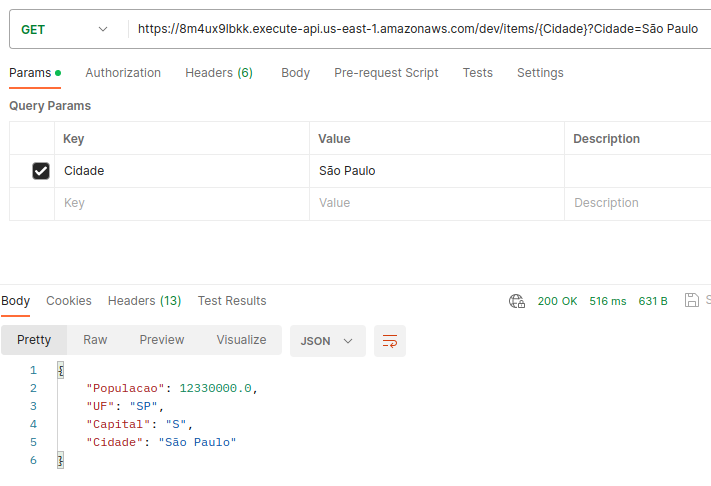 GET https://8m4ux9lbkk.execute-api.us-east-1.amazonaws.com/dev/items/{Cidade}?Cidade=São Paulo
Params Authorization Headers (6) Body Pre-request Script Tests Settings
Query Params
Key Value Description
Cidade São Paulo
Key Value Description
Body Cookies Headers (13) Test Results 200 OK 516 ms 631 B S
Pretty Raw Preview Visualize JSON
1 {
2 "Populacao": 12330000.0,
3 "UF": "SP",
4 "Capital": "S",
5 "Cidade": "São Paulo"
6 }